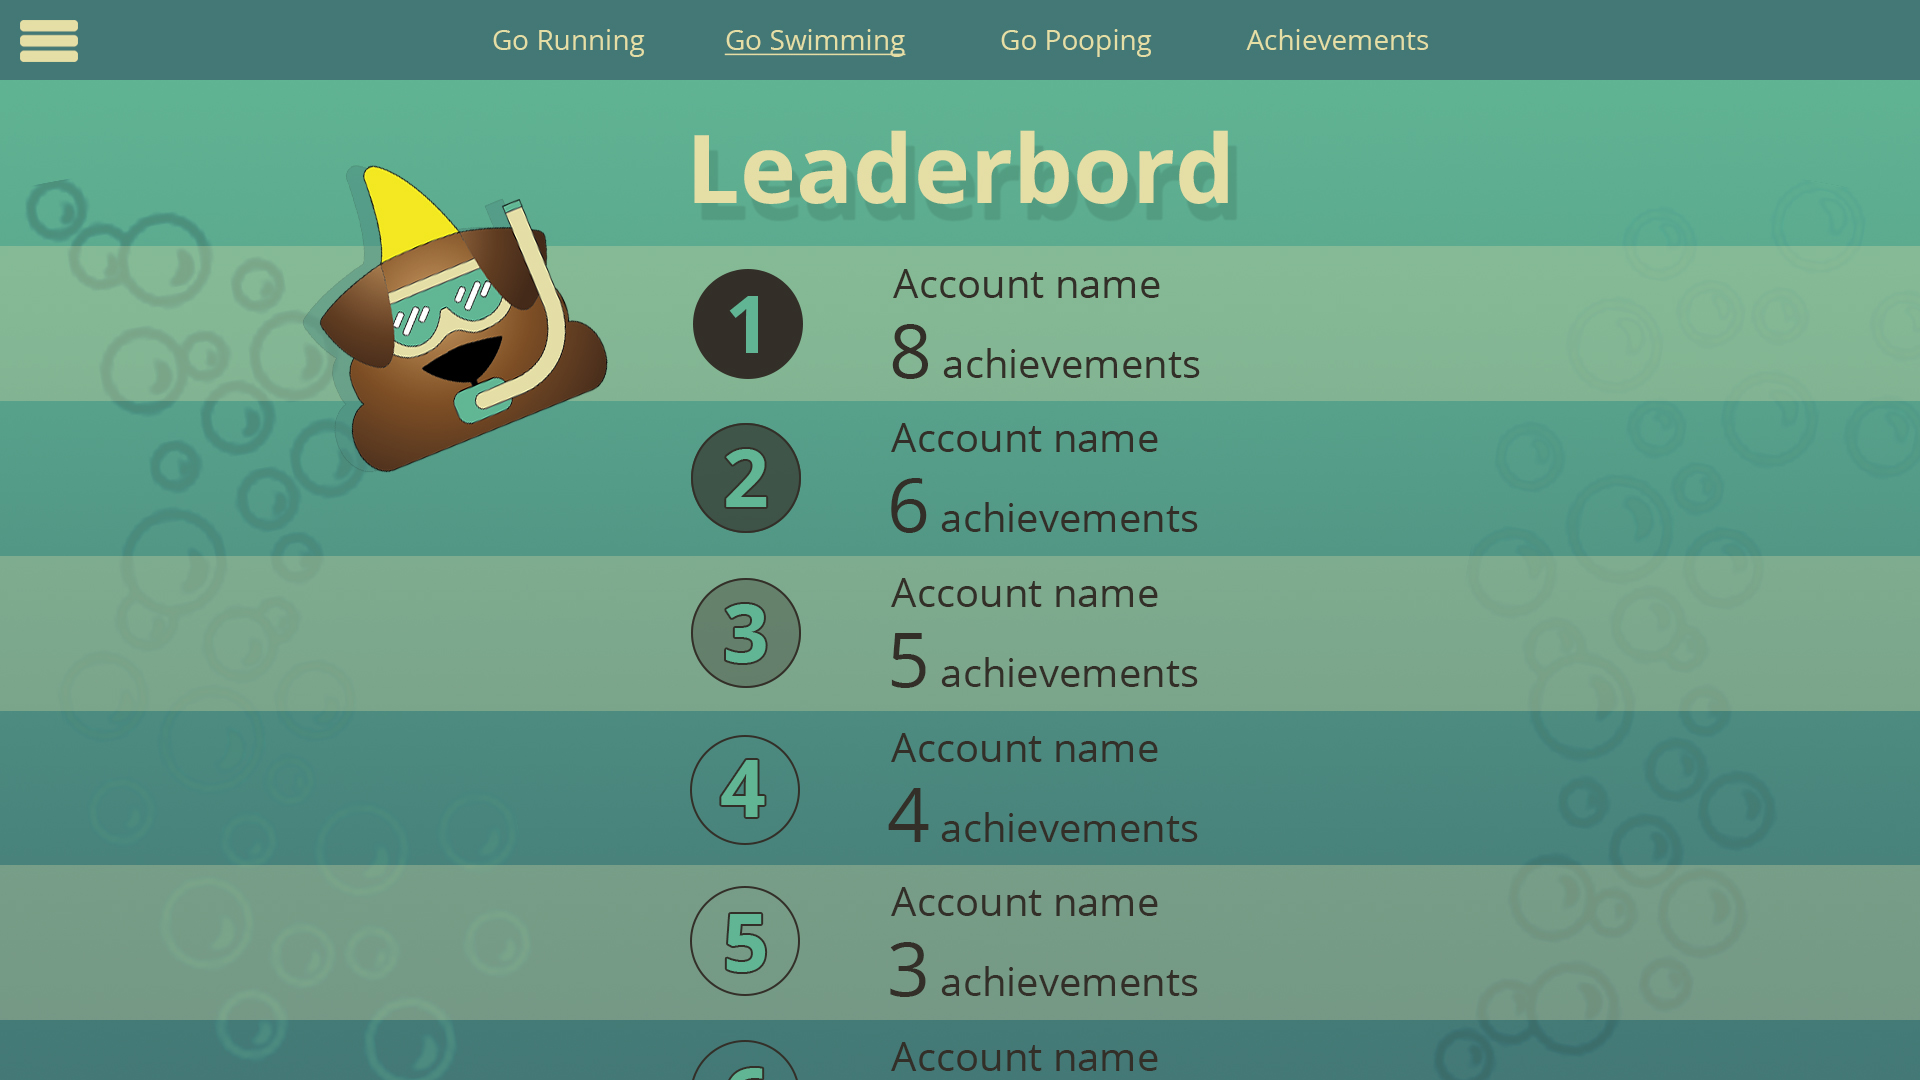 Go Running Go Swimming Go Pooping Achievements
Leaderbord
1 Account name
8 achievements
2 Account name
6 achievements
3 Account name
5 achievements
4 Account name
4 achievements
5 Account name
3 achievements
6 Account name